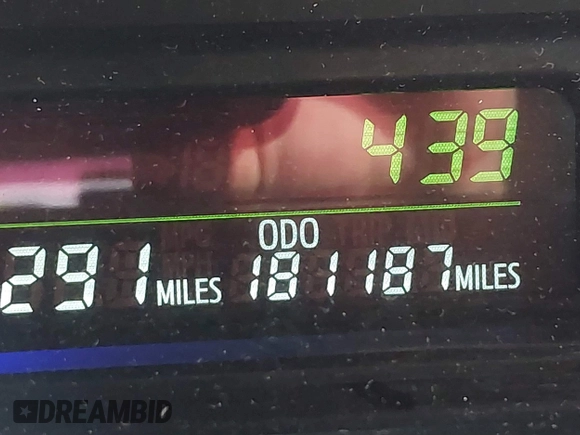 439
ODO
291 MILES 181187 MILES
DREAMBID